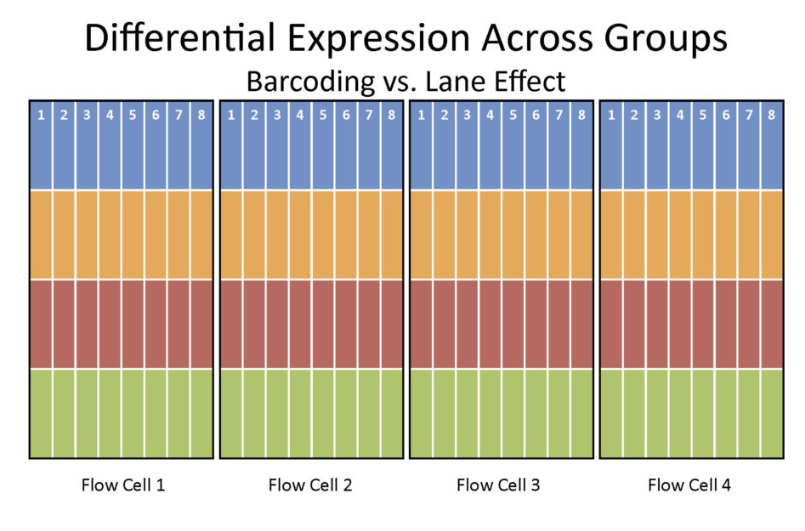 Differential Expression Across Groups
Barcoding vs. Lane Effect
1 2 3 4 5 6 7 8 1 2 3 4 5 6 7 8 1 2 3 4 5 6 7 8 1 2 3 4 5 6 7 8
Flow Cell 1 Flow Cell 2 Flow Cell 3 Flow Cell 4